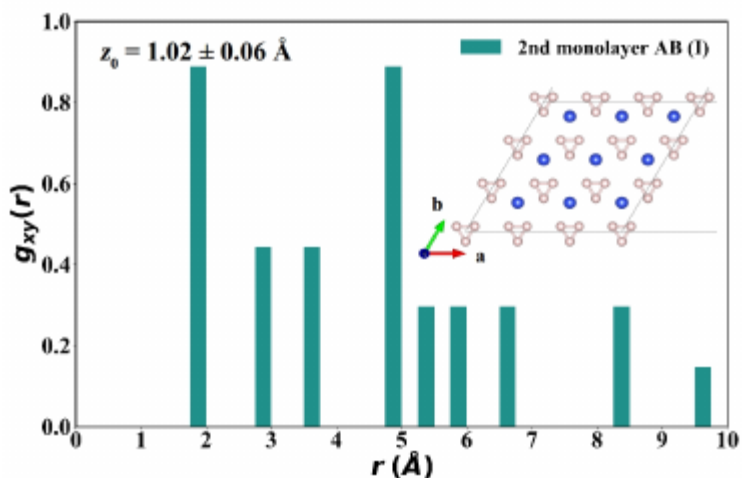 1.0
z₀ = 1.02 ± 0.06 Å
2nd monolayer AB (I)
0.8
0.6
0.4
0.2
0.0
g_xy(r)
b
a
0 1 2 3 4 5 6 7 8 9 10
r (Å)